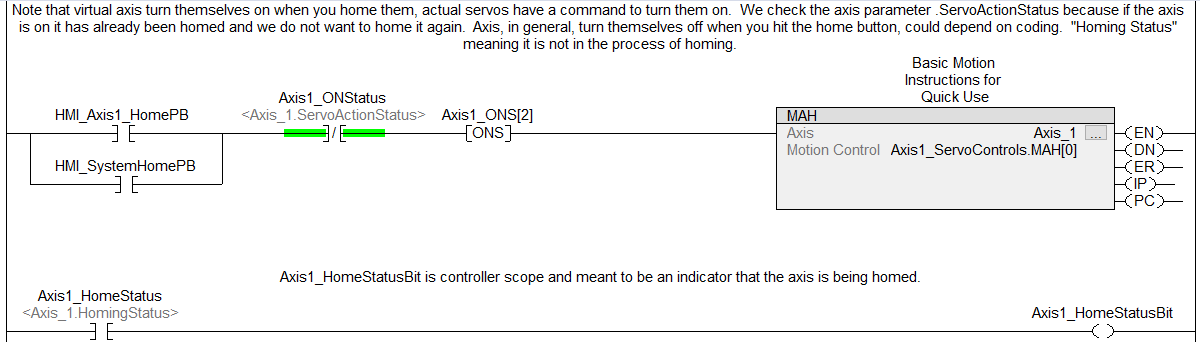 Note that virtual axis turn themselves on when you home them, actual servos have a command to turn them on.  We check the axis parameter .ServoActionStatus because if the axis
is on it has already been homed and we do not want to home it again.  Axis, in general, turn themselves off when you hit the home button, could depend on coding.  "Homing Status"
meaning it is not in the process of homing.
Basic Motion
Instructions for
Quick Use
HMI_Axis1_HomePB
Axis1_ONStatus
<Axis_1.ServoActionStatus>
Axis1_ONS[2]
ONS
MAH
Axis
Axis_1
...
Motion Control
Axis1_ServoControls.MAH[0]
EN
DN
ER
IP
PC
HMI_SystemHomePB
Axis1_HomeStatusBit is controller scope and meant to be an indicator that the axis is being homed.
Axis1_HomeStatus
<Axis_1.HomingStatus>
Axis1_HomeStatusBit